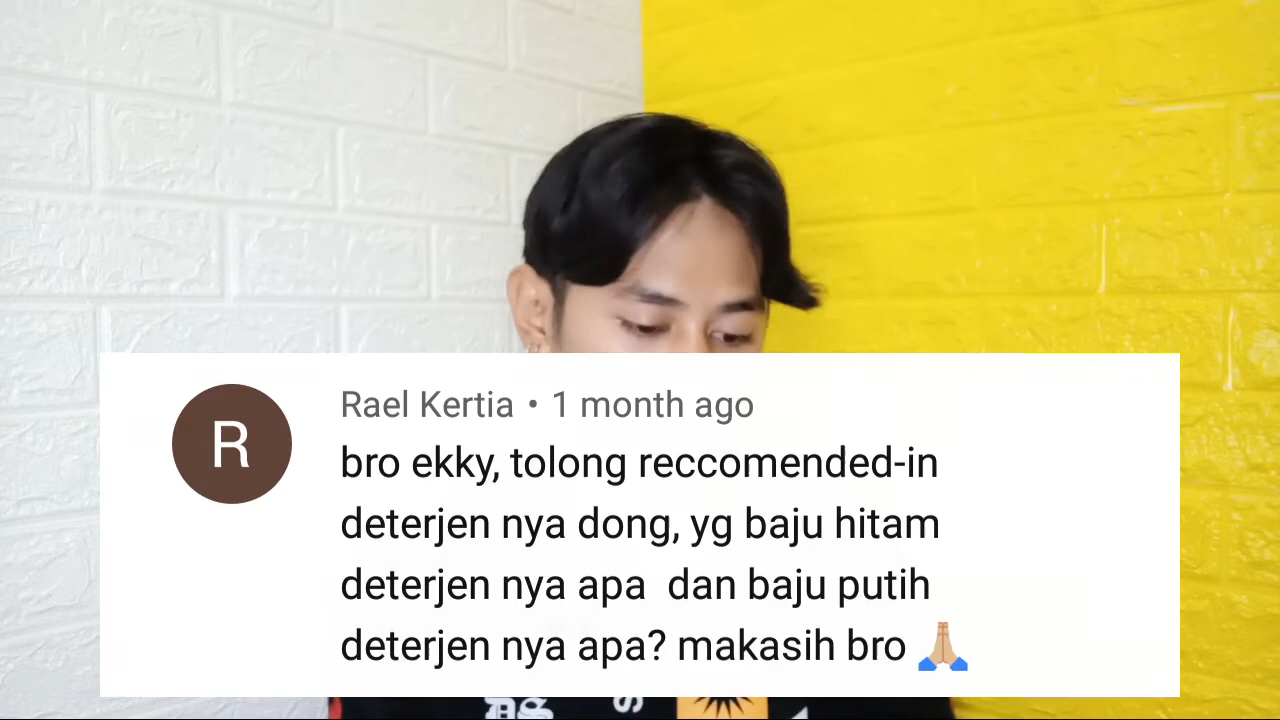 R
Rael Kertia • 1 month ago
bro ekky, tolong reccomended-in
deterjen nya dong, yg baju hitam
deterjen nya apa  dan baju putih
deterjen nya apa? makasih bro 🙏🏼